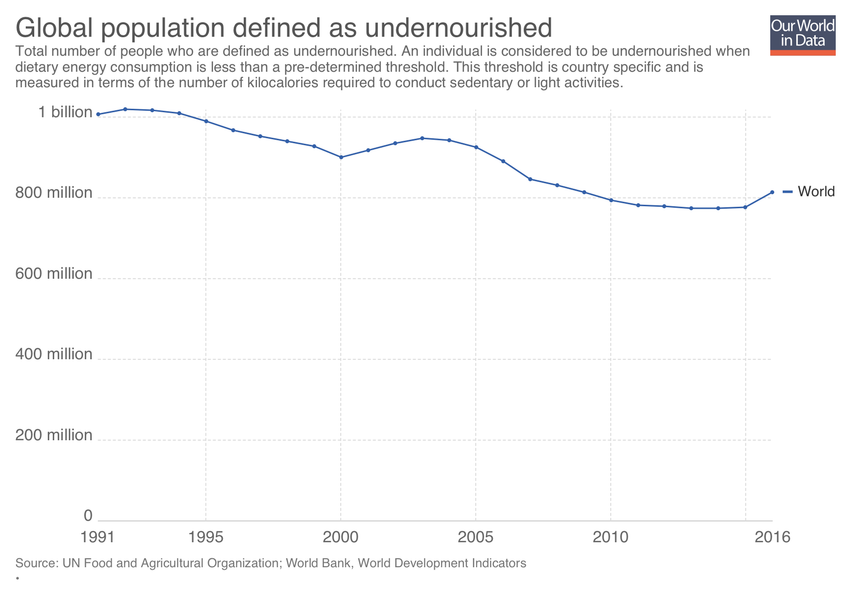 Global population defined as undernourished
Our World
in Data
Total number of people who are defined as undernourished. An individual is considered to be undernourished when
dietary energy consumption is less than a pre-determined threshold. This threshold is country specific and is
measured in terms of the number of kilocalories required to conduct sedentary or light activities.
1 billion
800 million
World
600 million
400 million
200 million
0
1991 1995 2000 2005 2010 2016
Source: UN Food and Agricultural Organization; World Bank, World Development Indicators
•